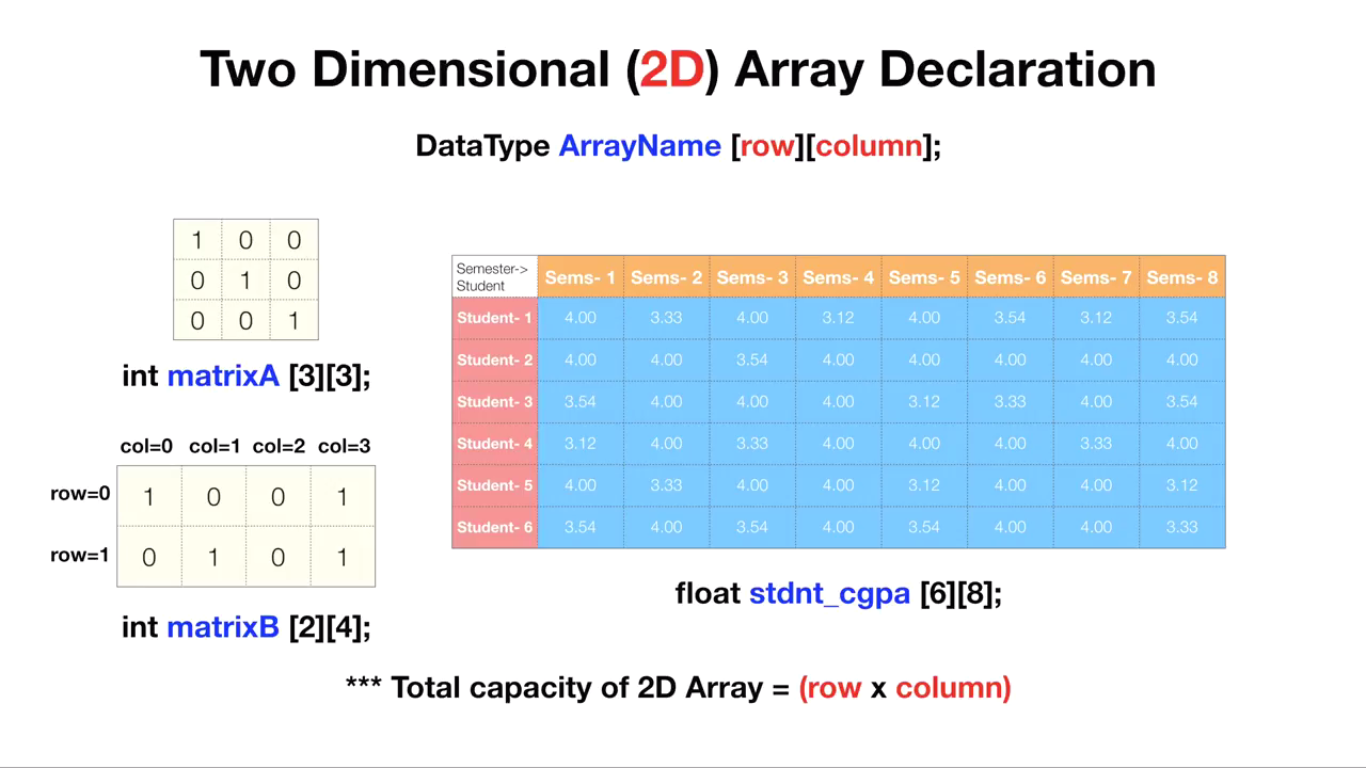 Two Dimensional (2D) Array Declaration
DataType ArrayName [row][column];
1 0 0
0 1 0
0 0 1
int matrixA [3][3];
col=0 col=1 col=2 col=3
row=0 1 0 0 1
row=1 0 1 0 1
int matrixB [2][4];
Semester->
Student
Sems- 1 Sems- 2 Sems- 3 Sems- 4 Sems- 5 Sems- 6 Sems- 7 Sems- 8
Student- 1 4.00 3.33 4.00 3.12 4.00 3.54 3.12 3.54
Student- 2 4.00 4.00 3.54 4.00 4.00 4.00 4.00 4.00
Student- 3 3.54 4.00 4.00 4.00 3.12 3.33 4.00 3.54
Student- 4 3.12 4.00 3.33 4.00 4.00 4.00 3.33 4.00
Student- 5 4.00 3.33 4.00 4.00 3.12 4.00 4.00 3.12
Student- 6 3.54 4.00 3.54 4.00 3.54 4.00 4.00 3.33
float stdnt_cgpa [6][8];
*** Total capacity of 2D Array = (row x column)